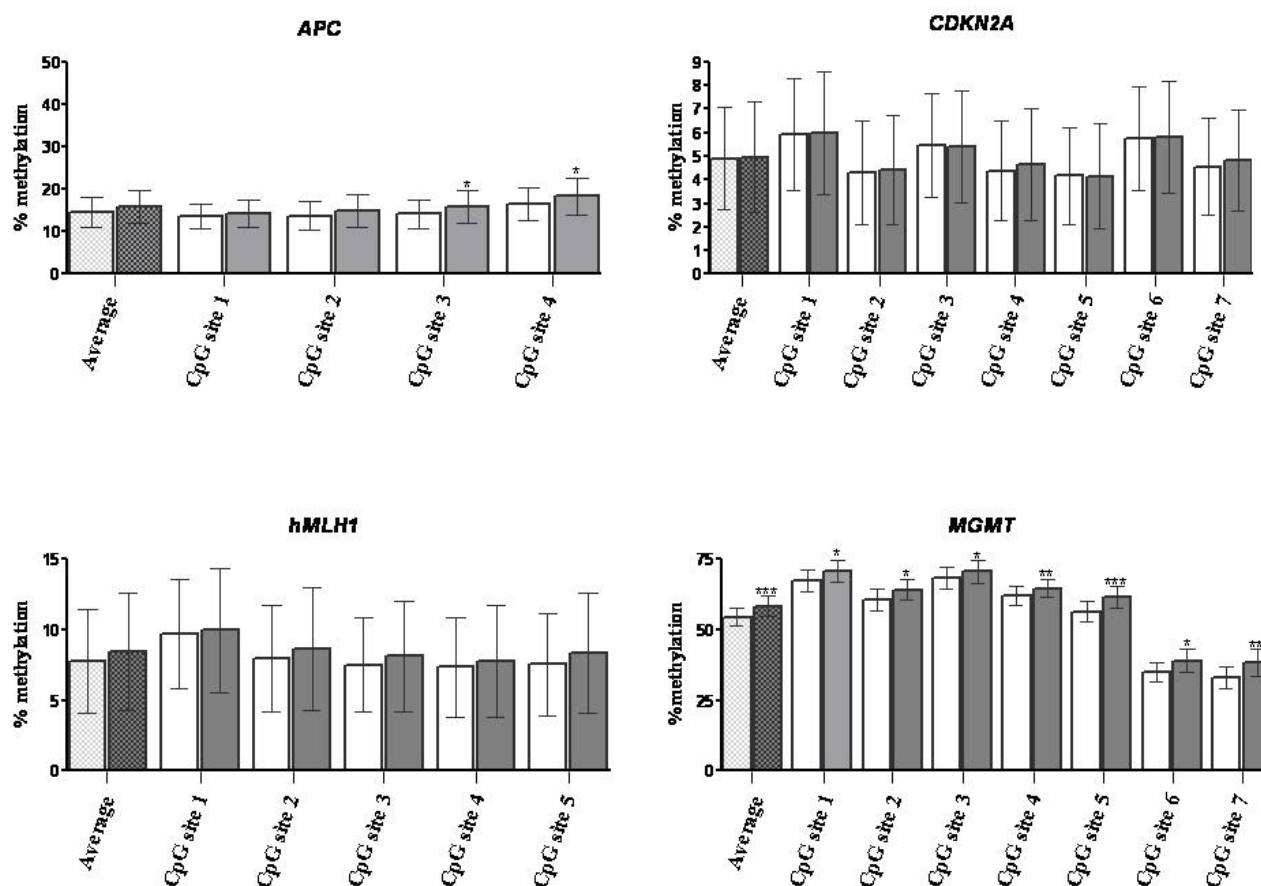 APC
% methylation
50
40
30
20
10
0
*
*
Average
CpG site 1
CpG site 2
CpG site 3
CpG site 4
CDKN2A
% methylation
9
8
7
6
5
4
3
2
1
0
Average
CpG site 1
CpG site 2
CpG site 3
CpG site 4
CpG site 5
CpG site 6
CpG site 7
hMLH1
% methylation
15
10
5
0
Average
CpG site 1
CpG site 2
CpG site 3
CpG site 4
CpG site 5
MGMT
%methylation
75
50
25
0
***
*
*
*
**
***
*
**
Average
CpG site 1
CpG site 2
CpG site 3
CpG site 4
CpG site 5
CpG site 6
CpG site 7